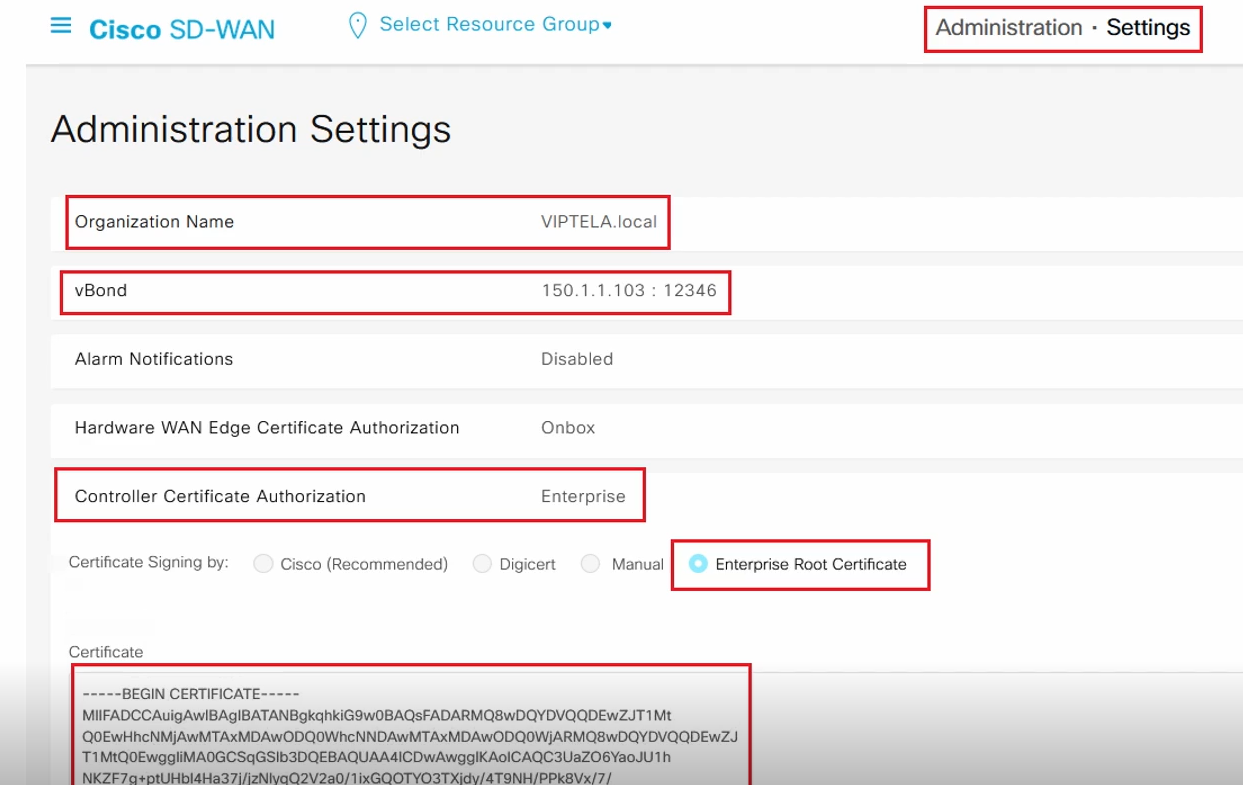 Cisco SD-WAN
Select Resource Group
Administration · Settings
Administration Settings
Organization Name VIPTELA.local
vBond 150.1.1.103 : 12346
Alarm Notifications Disabled
Hardware WAN Edge Certificate Authorization Onbox
Controller Certificate Authorization Enterprise
Certificate Signing by: Cisco (Recommended) Digicert Manual Enterprise Root Certificate
Certificate
-----BEGIN CERTIFICATE-----
MIIFADCCAuigAwIBAgIBATANBgkqhkiG9w0BAQsFADARMQ8wDQYDVQQDEwZJT1Mt
Q0EwHhcNMjAwMTAxMDAwODQ0WhcNNDAwMTAxMDAwODQ0WjARMQ8wDQYDVQQDEwZJ
T1MtQ0EwggIiMA0GCSqGSIb3DQEBAQUAA4ICDwAwggIKAoICAQC3UaZO6YaoJU1h
NKZF7g+ptUHbl4Ha37j/jzNlyqQ2V2a0/1ixGQOTYO3TXjdy/4T9NH/PPk8Vx/7/